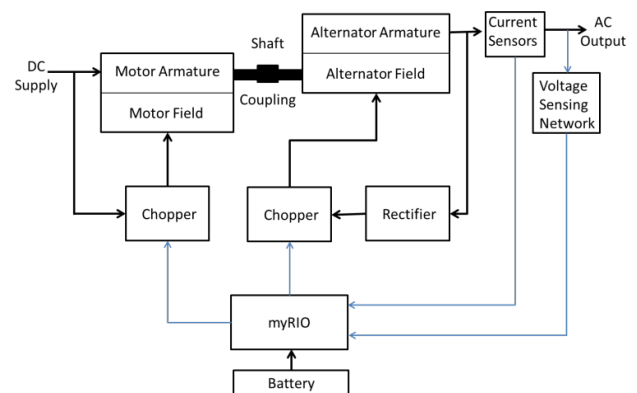 Shaft
Alternator Armature
Current
Sensors
AC
Output
DC
Supply
Motor Armature
Alternator Field
Coupling
Motor Field
Voltage
Sensing
Network
Chopper
Chopper
Rectifier
myRIO
Battery